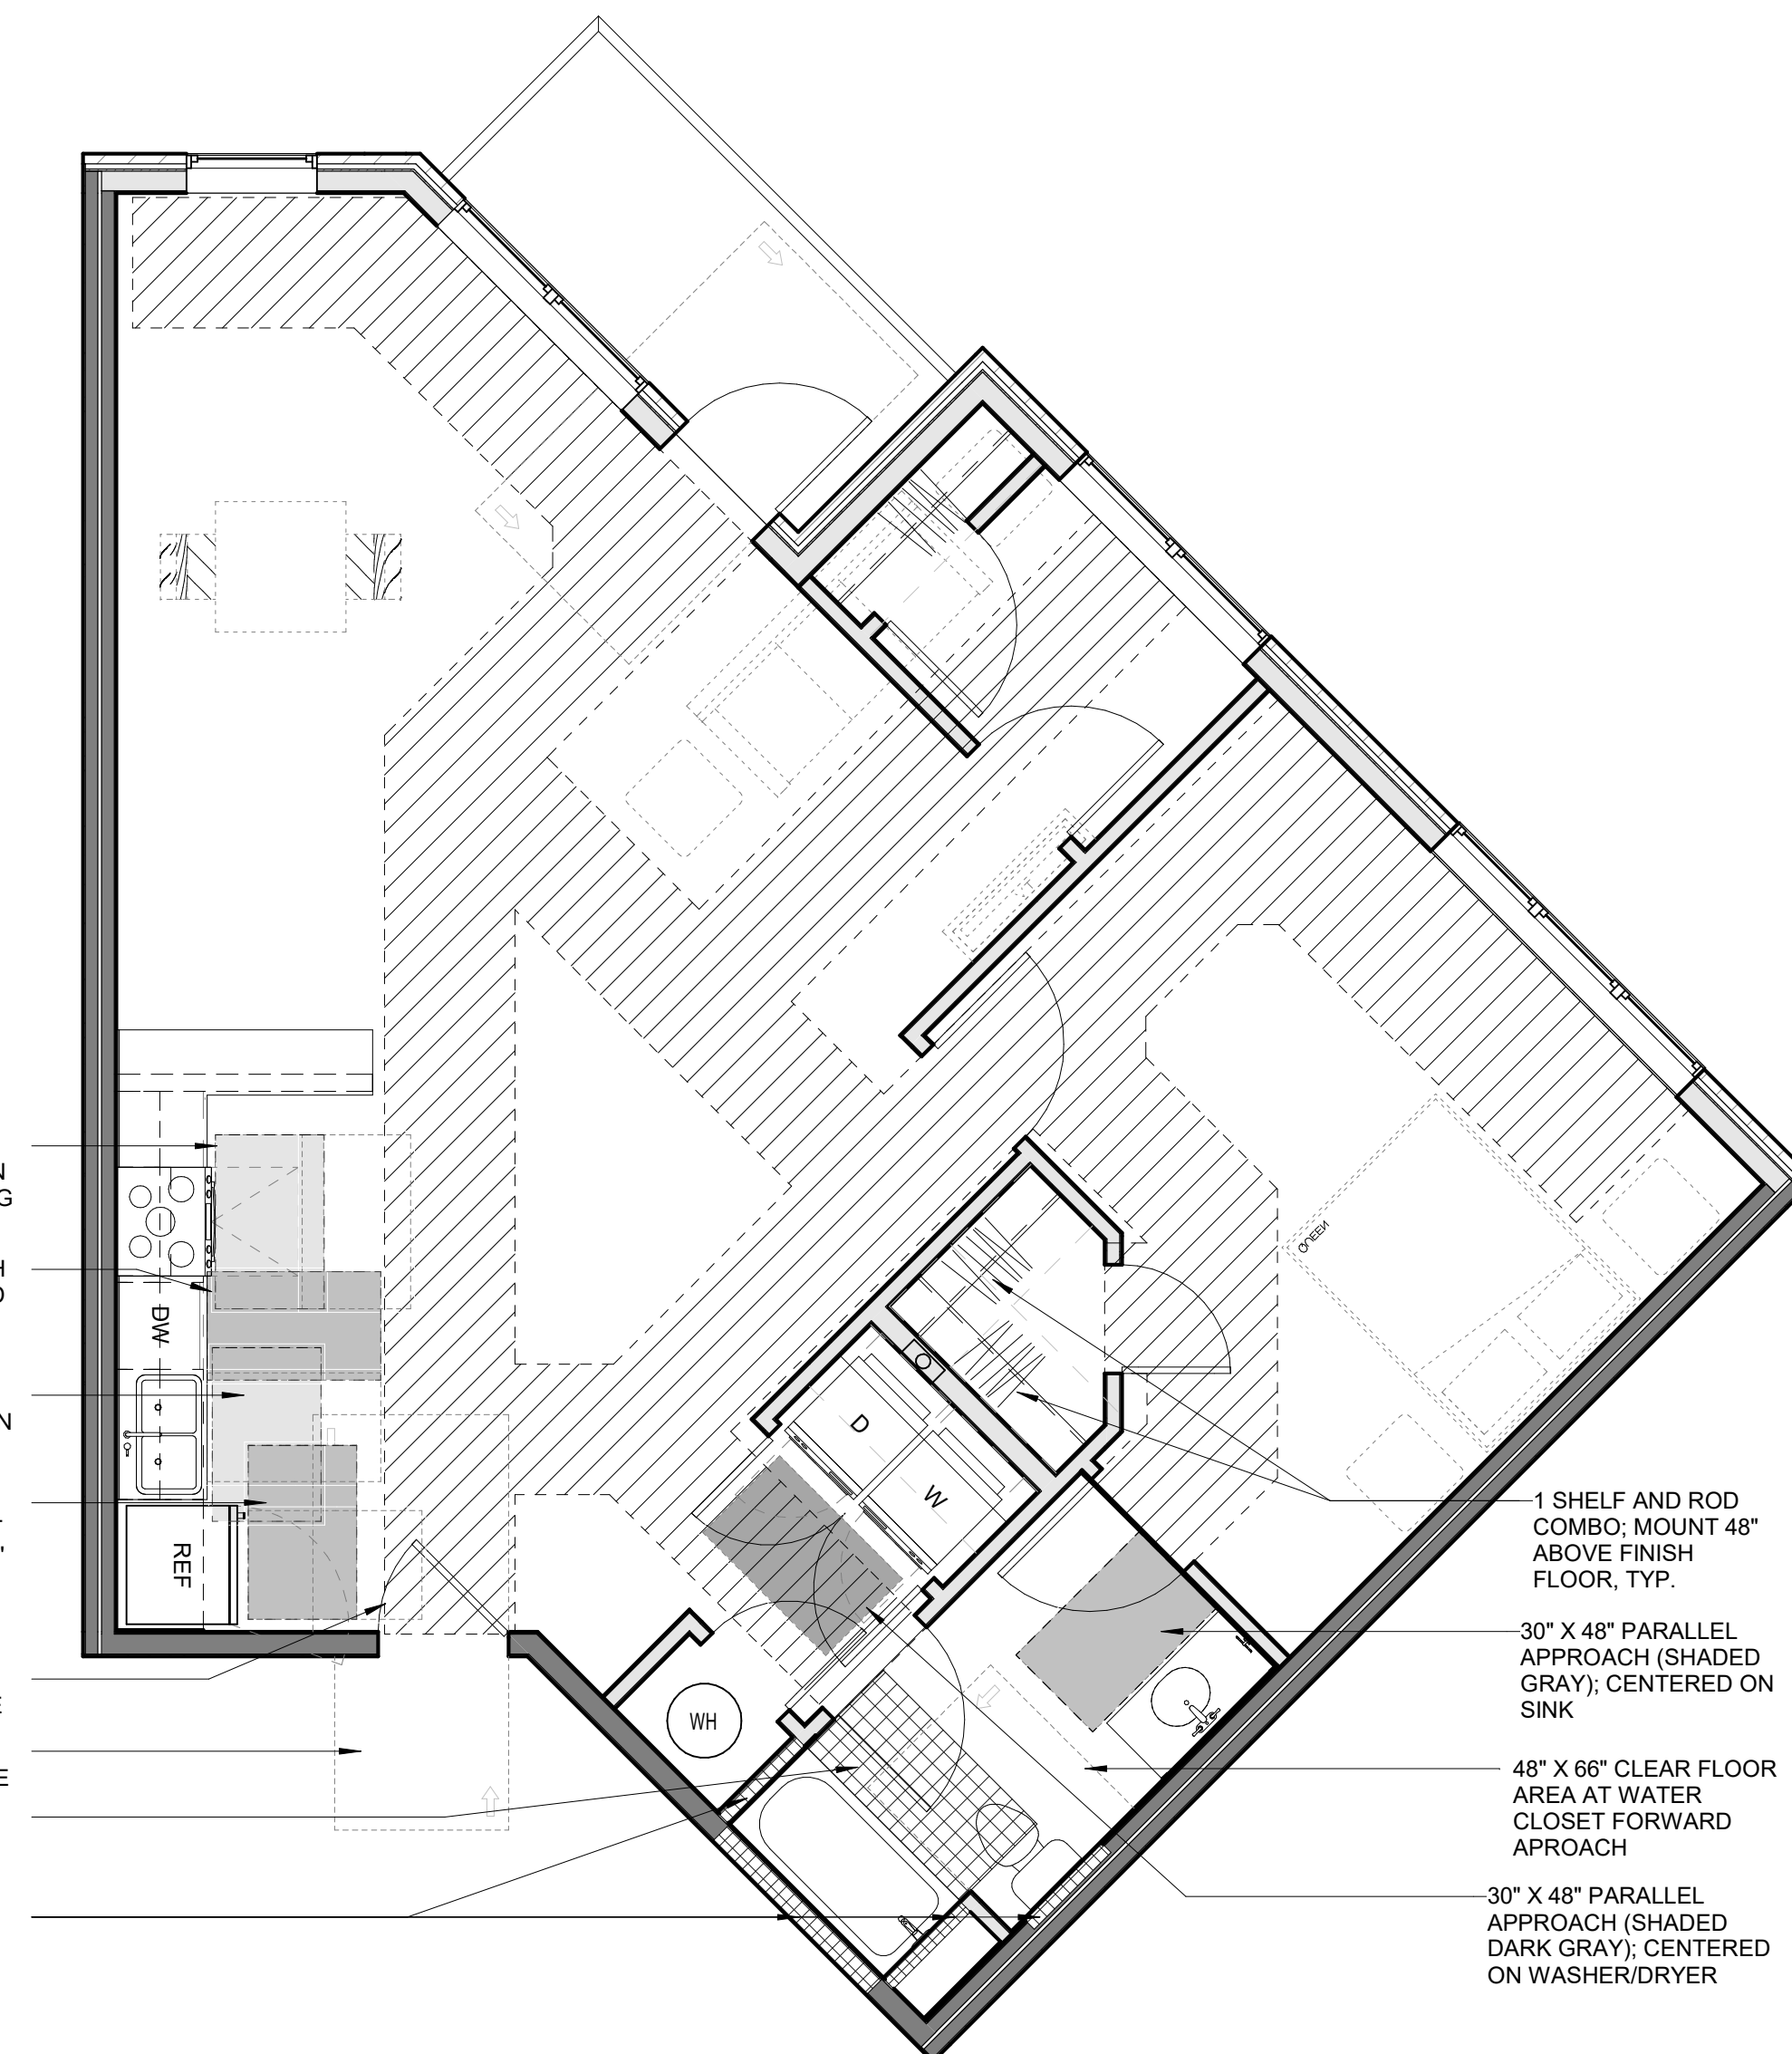 N
G
H
O
N
"
E
E
DW
REF
D
W
WH
QUEEN
1 SHELF AND ROD
COMBO; MOUNT 48"
ABOVE FINISH
FLOOR, TYP.
30" X 48" PARALLEL
APPROACH (SHADED
GRAY); CENTERED ON
SINK
48" X 66" CLEAR FLOOR
AREA AT WATER
CLOSET FORWARD
APROACH
30" X 48" PARALLEL
APPROACH (SHADED
DARK GRAY); CENTERED
ON WASHER/DRYER